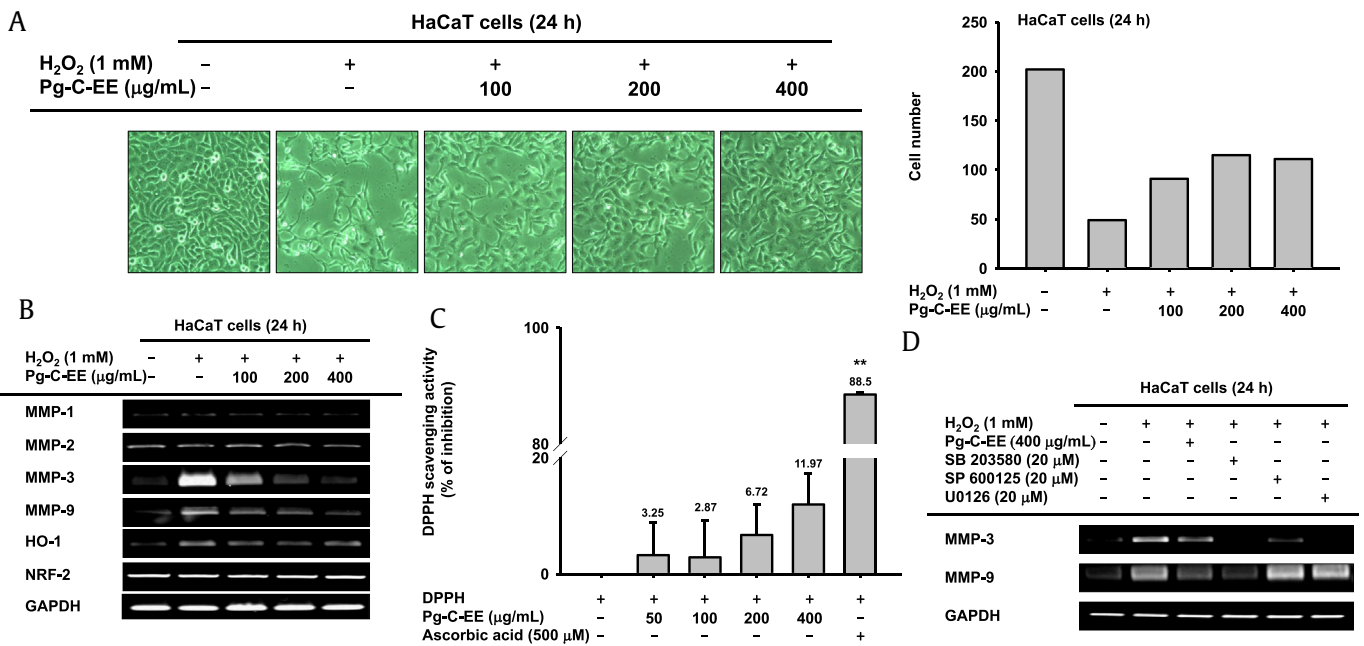 A
HaCaT cells (24 h)
H₂O₂ (1 mM) – + + + +
Pg-C-EE (μg/mL) – – 100 200 400
HaCaT cells (24 h)
250
200
150
100
50
0
Cell number
H₂O₂ (1 mM) – + + + +
Pg-C-EE (μg/mL) – – 100 200 400
B
HaCaT cells (24 h)
H₂O₂ (1 mM) – + + + +
Pg-C-EE (μg/mL) – – 100 200 400
MMP-1
MMP-2
MMP-3
MMP-9
HO-1
NRF-2
GAPDH
C
DPPH scavenging activity
(% of inhibition)
100
80
20
0
3.25
2.87
6.72
11.97
**
88.5
DPPH + + + + + +
Pg-C-EE (μg/mL) – 50 100 200 400 –
Ascorbic acid (500 μM) – – – – – +
D
HaCaT cells (24 h)
H₂O₂ (1 mM) – + + + + +
Pg-C-EE (400 μg/mL) – – + – – –
SB 203580 (20 μM) – – – + – –
SP 600125 (20 μM) – – – – + –
U0126 (20 μM) – – – – – +
MMP-3
MMP-9
GAPDH